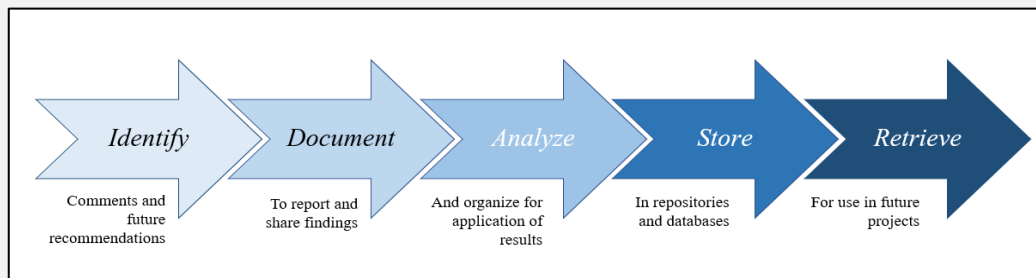 Identify
Document
Analyze
Store
Retrieve
Comments and
future
recommendations
To report and
share findings
And organize for
application of
results
In repositories
and databases
For use in future
projects